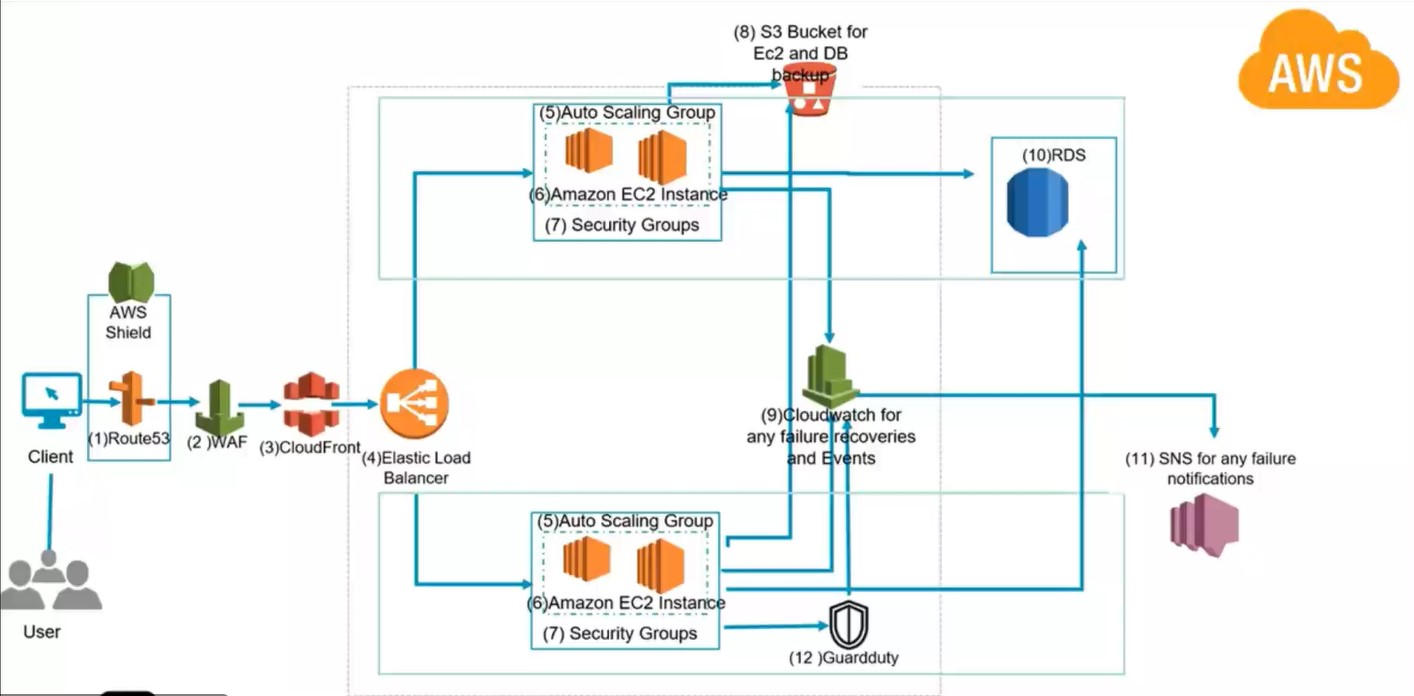 (8) S3 Bucket for
Ec2 and DB
backup
AWS
(5)Auto Scaling Group
(6)Amazon EC2 Instance
(7) Security Groups
(10)RDS
AWS
Shield
(1)Route53
(2 )WAF
(3)CloudFront
(4)Elastic Load
Balancer
Client
User
(9)Cloudwatch for
any failure recoveries
and Events
(11) SNS for any failure
notifications
(5)Auto Scaling Group
(6)Amazon EC2 Instance
(7) Security Groups
(12 )Guardduty